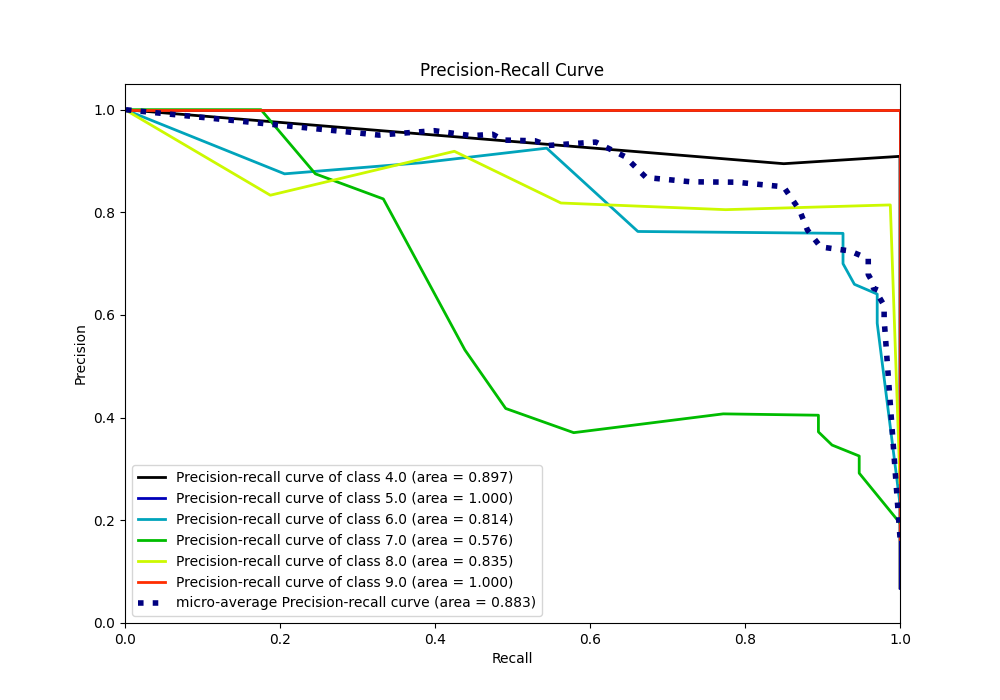 Precision-Recall Curve
1.0
0.8
0.6
0.4
0.2
0.0
Precision
Precision-recall curve of class 4.0 (area = 0.897)
Precision-recall curve of class 5.0 (area = 1.000)
Precision-recall curve of class 6.0 (area = 0.814)
Precision-recall curve of class 7.0 (area = 0.576)
Precision-recall curve of class 8.0 (area = 0.835)
Precision-recall curve of class 9.0 (area = 1.000)
micro-average Precision-recall curve (area = 0.883)
0.0 0.2 0.4 0.6 0.8 1.0
Recall